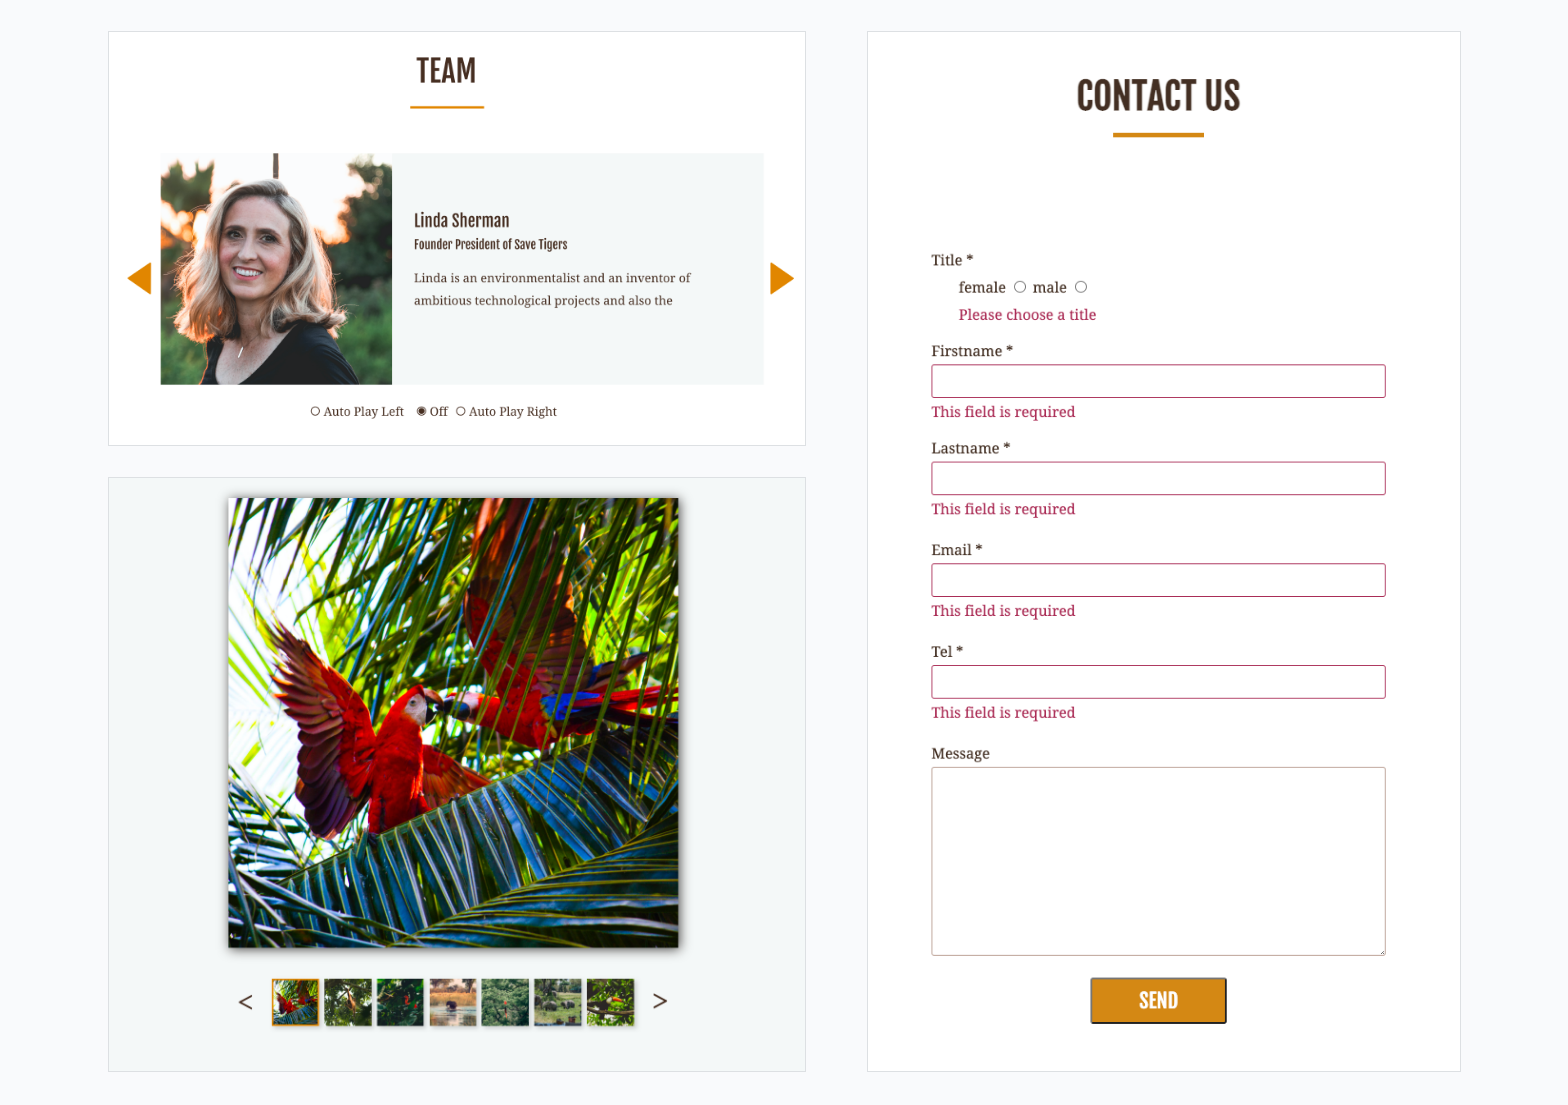 TEAM
Linda Sherman
Founder President of Save Tigers
Linda is an environmentalist and an inventor of
ambitious technological projects and also the
Auto Play Left Off Auto Play Right
< >
CONTACT US
Title *
female male
Please choose a title
Firstname *
This field is required
Lastname *
This field is required
Email *
This field is required
Tel *
This field is required
Message
SEND